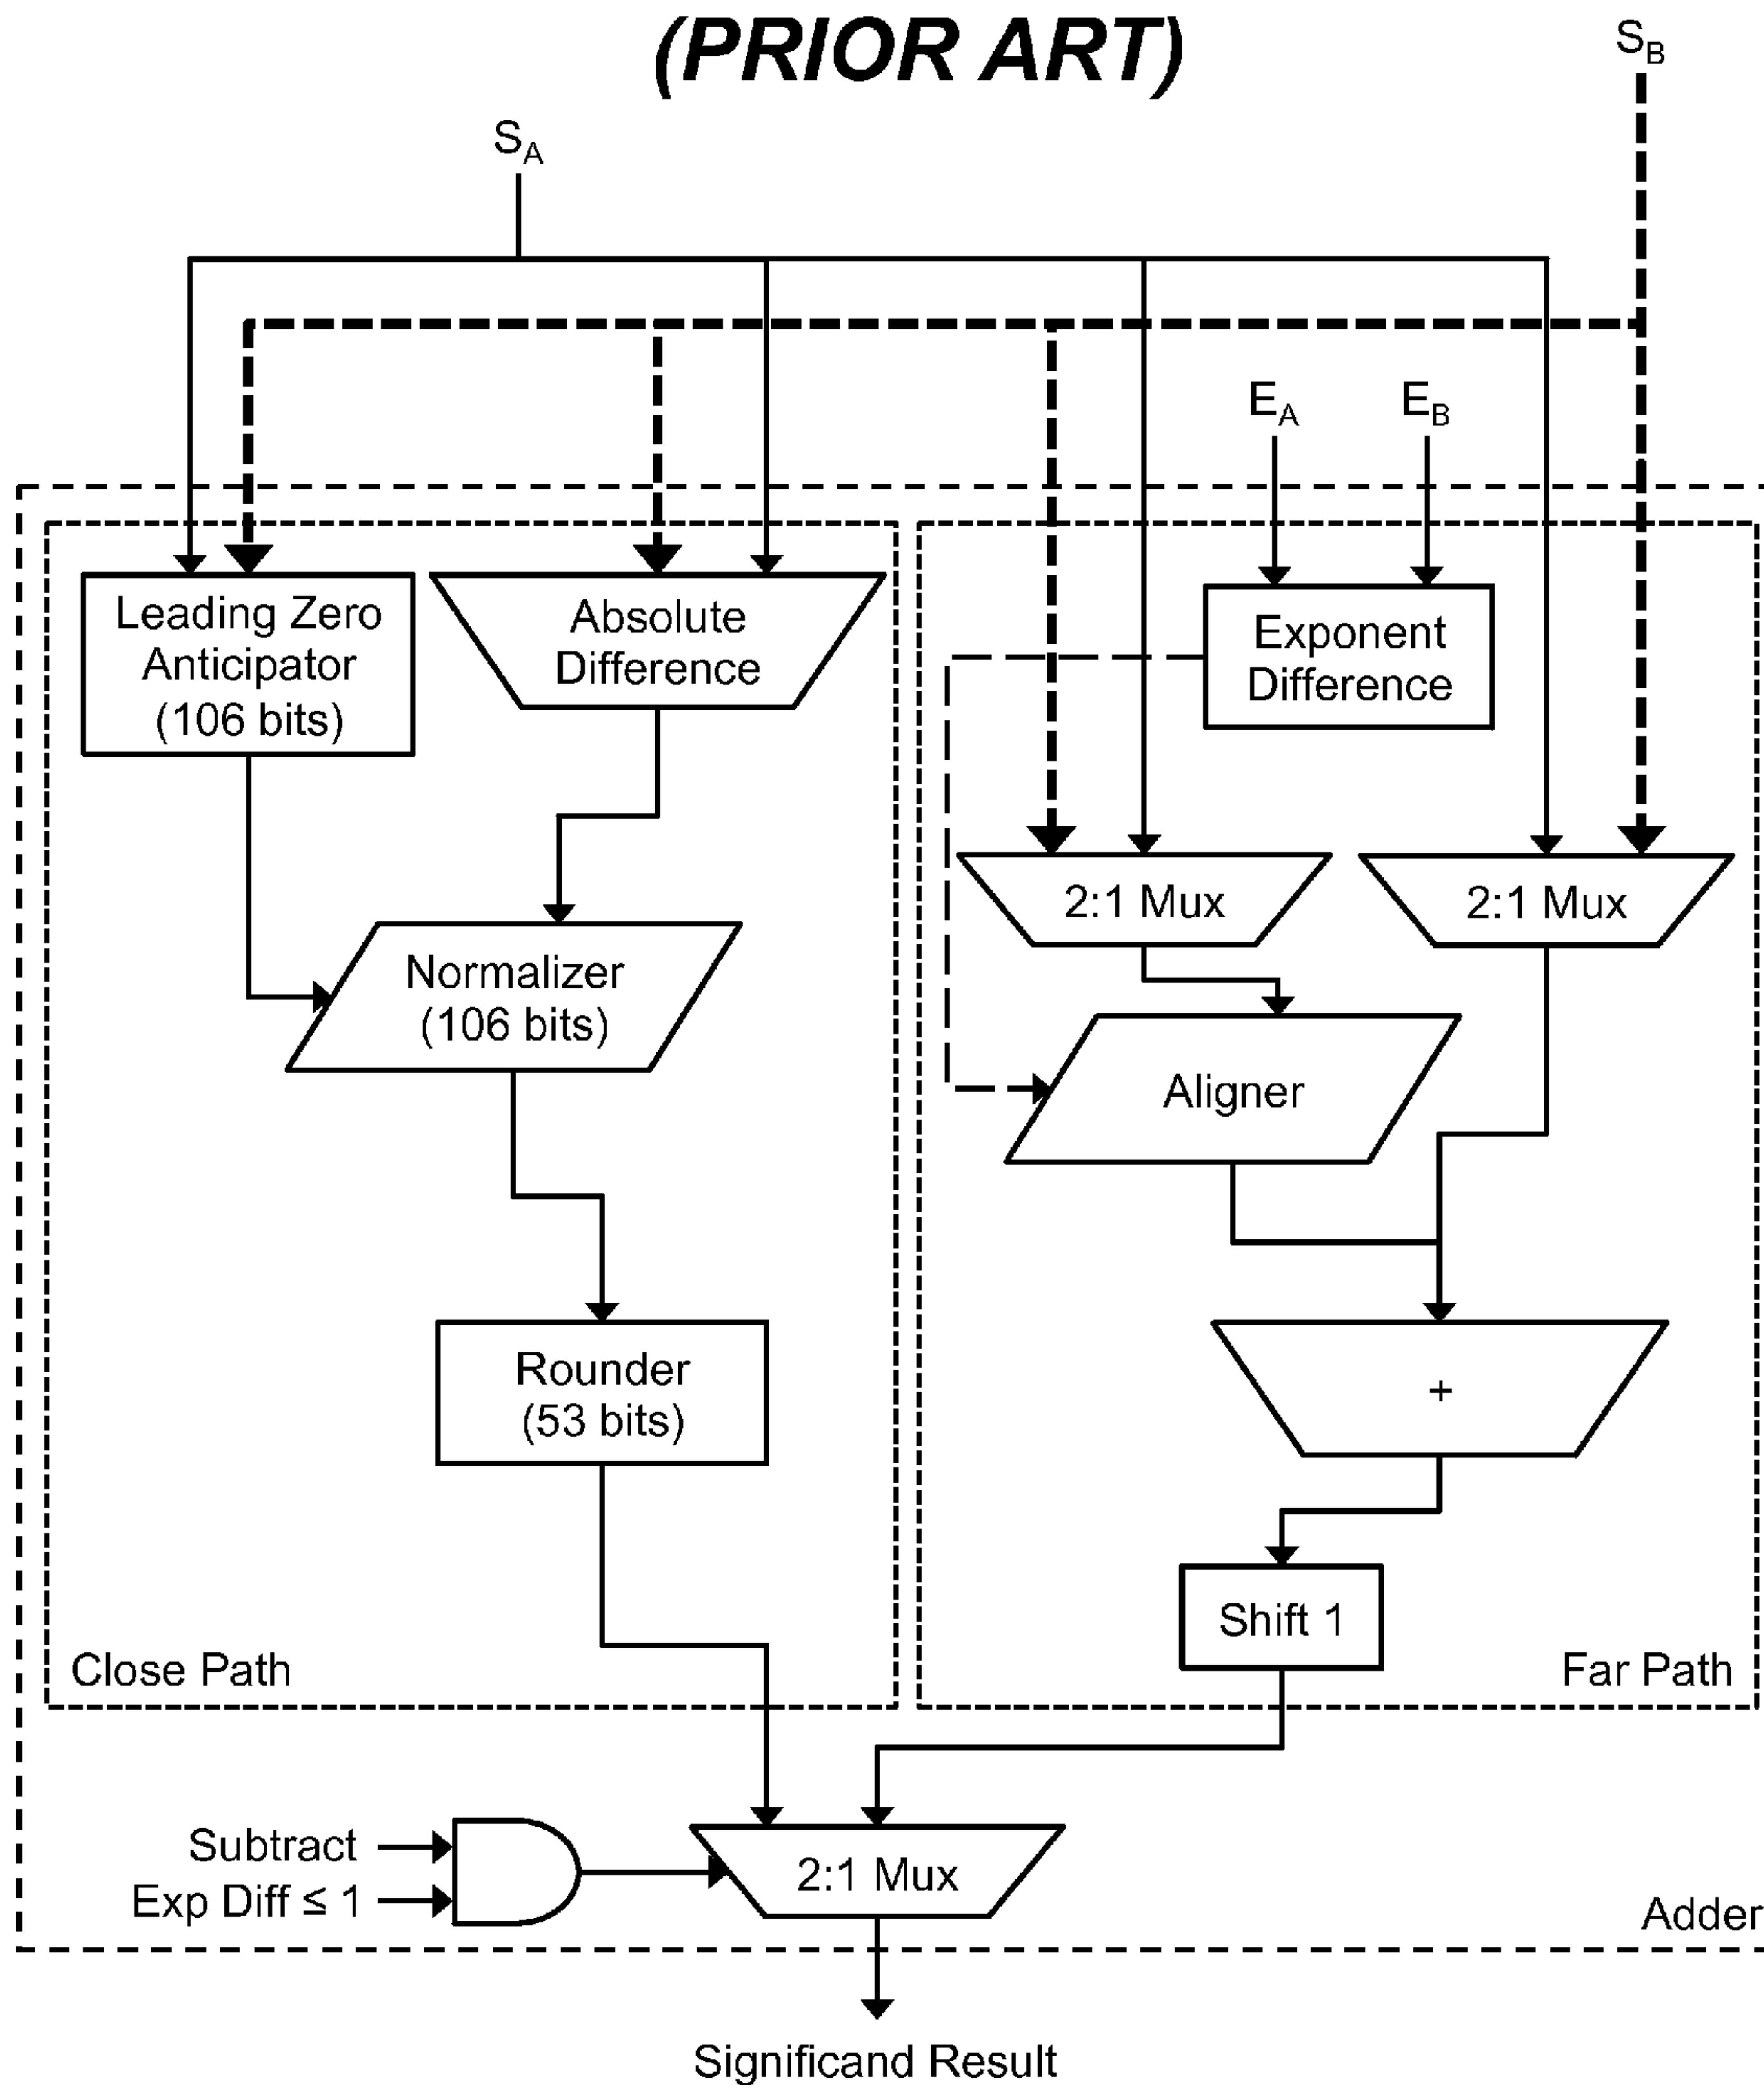 (PRIOR ART)
S_B
S_A
E_A
E_B
Leading Zero
Anticipator
(106 bits)
Absolute
Difference
Exponent
Difference
2:1 Mux
2:1 Mux
Normalizer
(106 bits)
Aligner
Rounder
(53 bits)
+
Shift 1
Close Path
Far Path
Subtract
Exp Diff ≤ 1
2:1 Mux
Adder
Significand Result